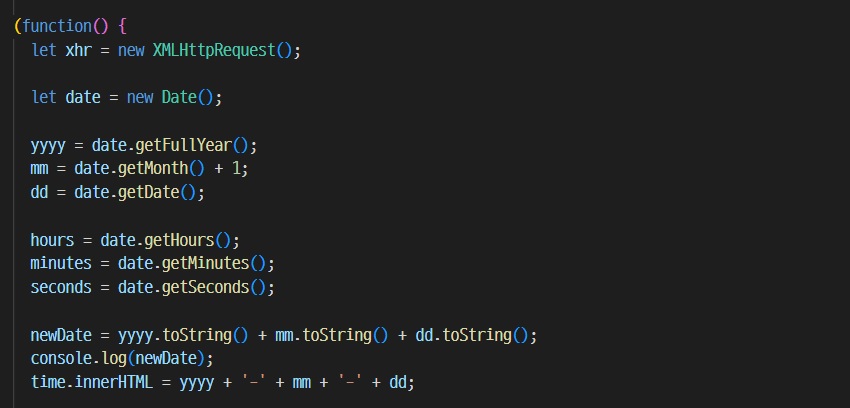 (function() {
let xhr = new XMLHttpRequest();
let date = new Date();
yyyy = date.getFullYear();
mm = date.getMonth() + 1;
dd = date.getDate();
hours = date.getHours();
minutes = date.getMinutes();
seconds = date.getSeconds();
newDate = yyyy.toString() + mm.toString() + dd.toString();
console.log(newDate);
time.innerHTML = yyyy + '-' + mm + '-' + dd;